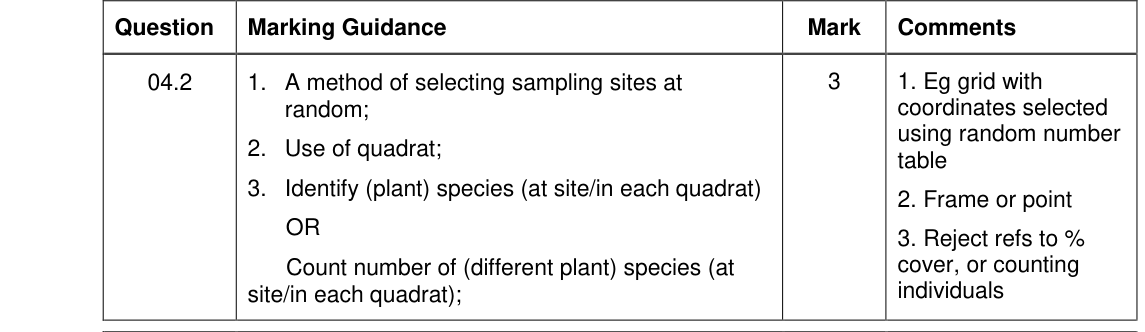 Question Marking Guidance Mark Comments
04.2
1. A method of selecting sampling sites at
random;
2. Use of quadrat;
3. Identify (plant) species (at site/in each quadrat)
OR
Count number of (different plant) species (at
site/in each quadrat);
3
1. Eg grid with
coordinates selected
using random number
table
2. Frame or point
3. Reject refs to %
cover, or counting
individuals